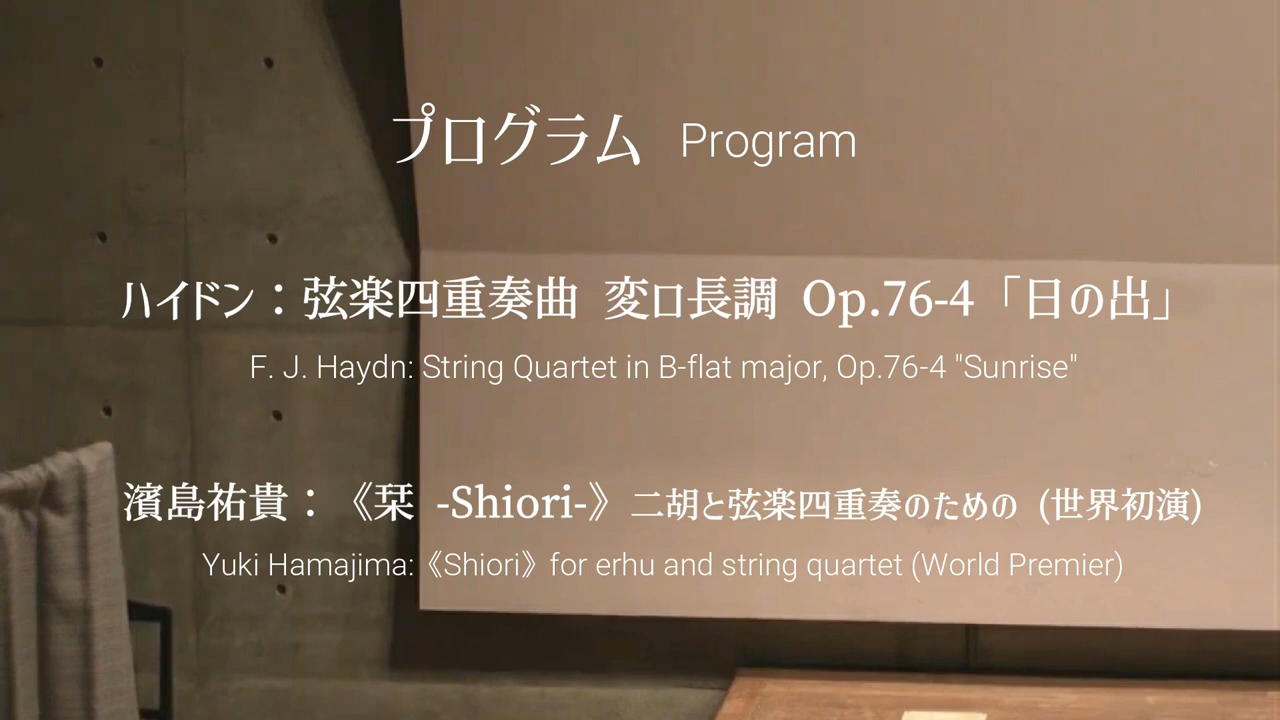 プログラム Program
ハイドン：弦楽四重奏曲 変ロ長調 Op.76-4「日の出」
F. J. Haydn: String Quartet in B-flat major, Op.76-4 "Sunrise"
濱島祐貴：《栞 -Shiori-》二胡と弦楽四重奏のための (世界初演)
Yuki Hamajima:《Shiori》for erhu and string quartet (World Premier)